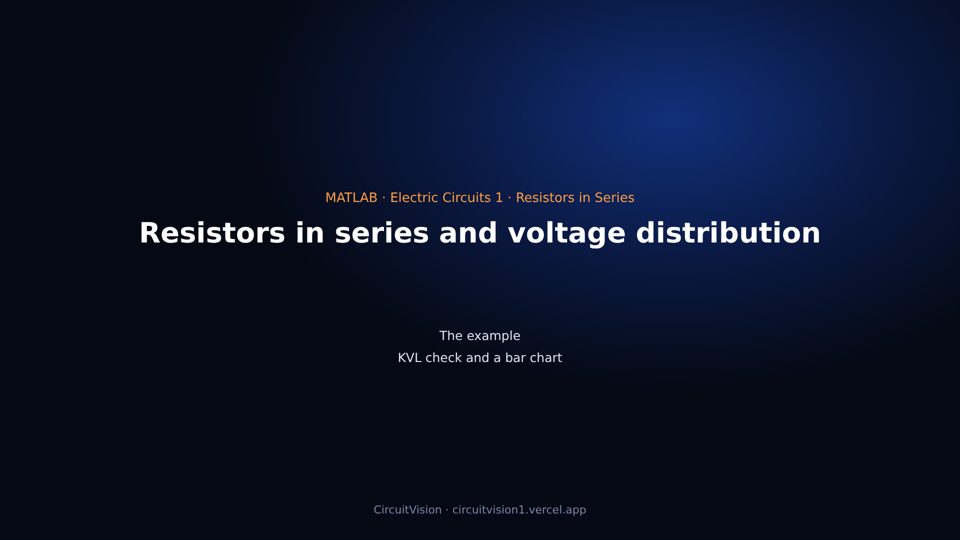 MATLAB · Electric Circuits 1 · Resistors in Series
Resistors in series and voltage distribution
The example
KVL check and a bar chart
CircuitVision · circuitvision1.vercel.app